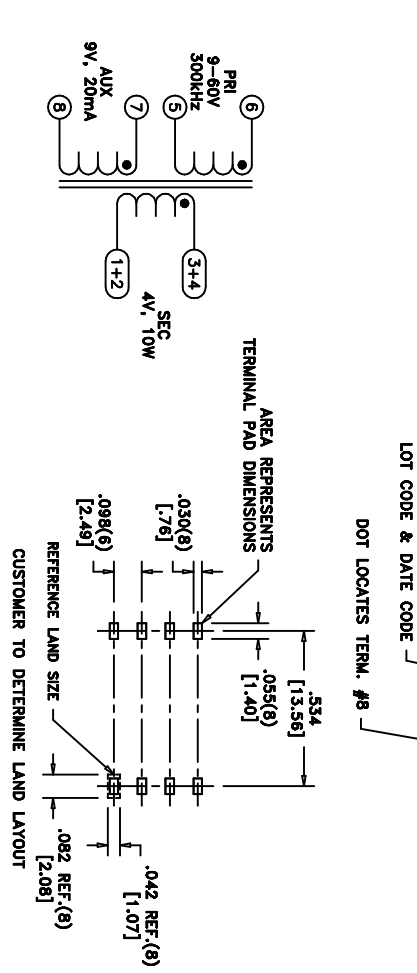 LOT CODE & DATE CODE
DOT LOCATES TERM. #8
PRI
9-60V
300kHz
6
5
AUX
9V, 20mA
7
8
3+4
1+2
SEC
4V, 10W
AREA REPRESENTS
TERMINAL PAD DIMENSIONS
.030(8)
[.76]
.098(6)
[2.49]
.534
[13.56]
.055(8)
[1.40]
REFERENCE LAND SIZE
CUSTOMER TO DETERMINE LAND LAYOUT
.042 REF.(8)
[1.07]
.082 REF.(8)
[2.08]